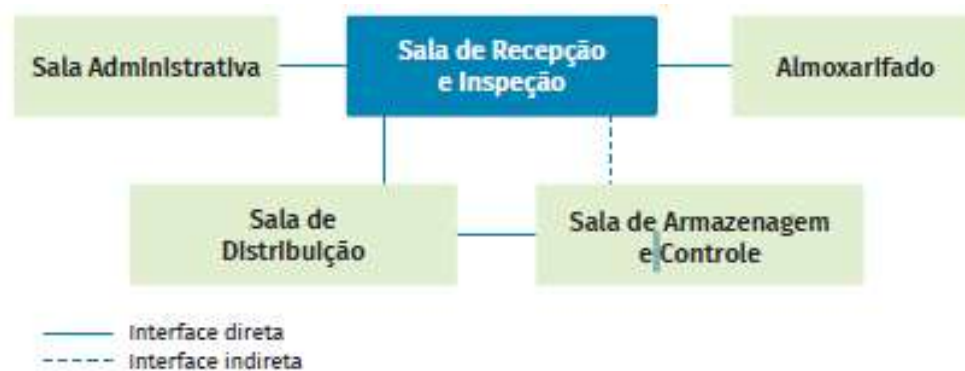 Sala Administrativa
Sala de Recepção
e Inspeção
Almoxarifado
Sala de
Distribuição
Sala de Armazenagem
e Controle
Interface direta
Interface indireta